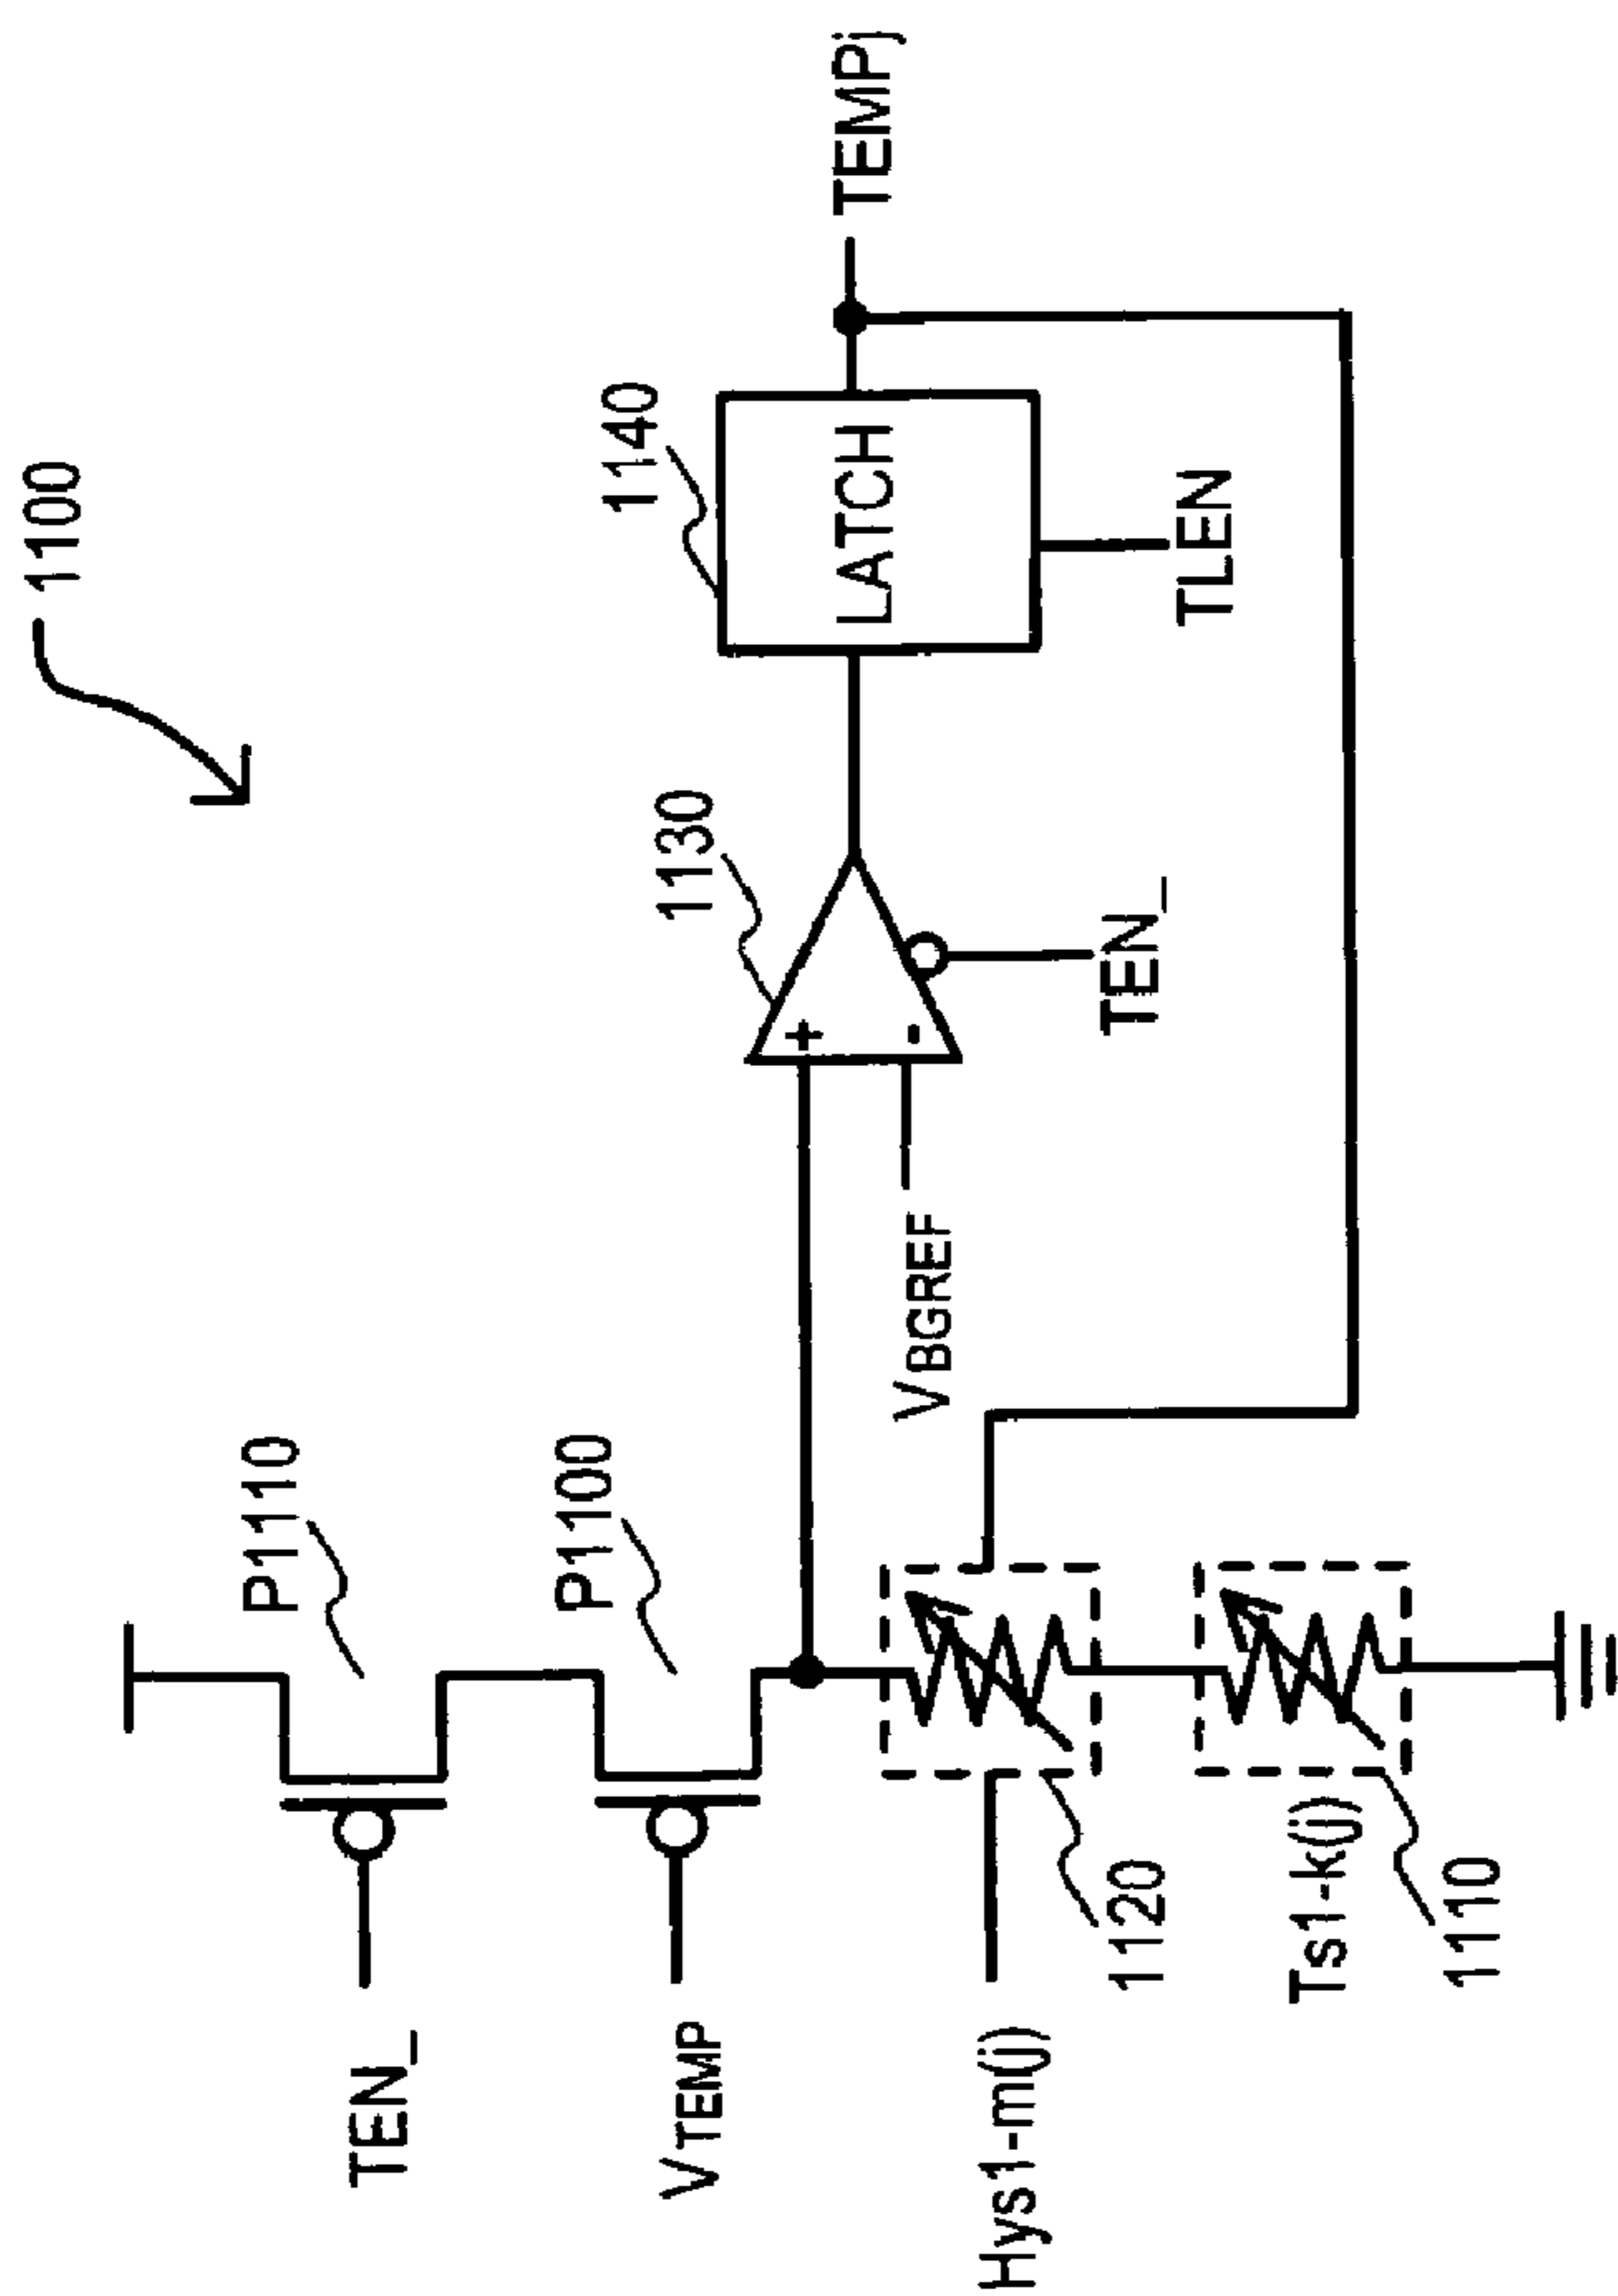 1100
P1110
TEN_
P1100
VTEMP
1130
1140
LATCH
TEMPj
+
-
VBGREF
TEN_
TLEN
Hys1-m(j)
1120
Ts1-k(j)
1110